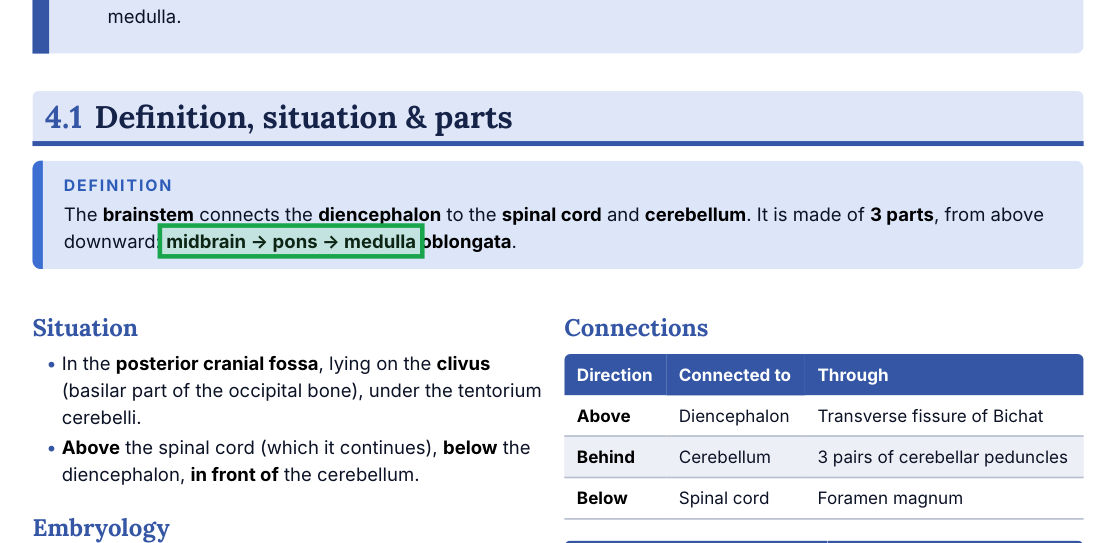 medulla.
4.1 Definition, situation & parts
DEFINITION
The brainstem connects the diencephalon to the spinal cord and cerebellum. It is made of 3 parts, from above
downward: midbrain → pons → medulla oblongata.
Situation
• In the posterior cranial fossa, lying on the clivus
(basilar part of the occipital bone), under the tentorium
cerebelli.
• Above the spinal cord (which it continues), below the
diencephalon, in front of the cerebellum.
Embryology
Connections
Direction Connected to Through
Above Diencephalon Transverse fissure of Bichat
Behind Cerebellum 3 pairs of cerebellar peduncles
Below Spinal cord Foramen magnum